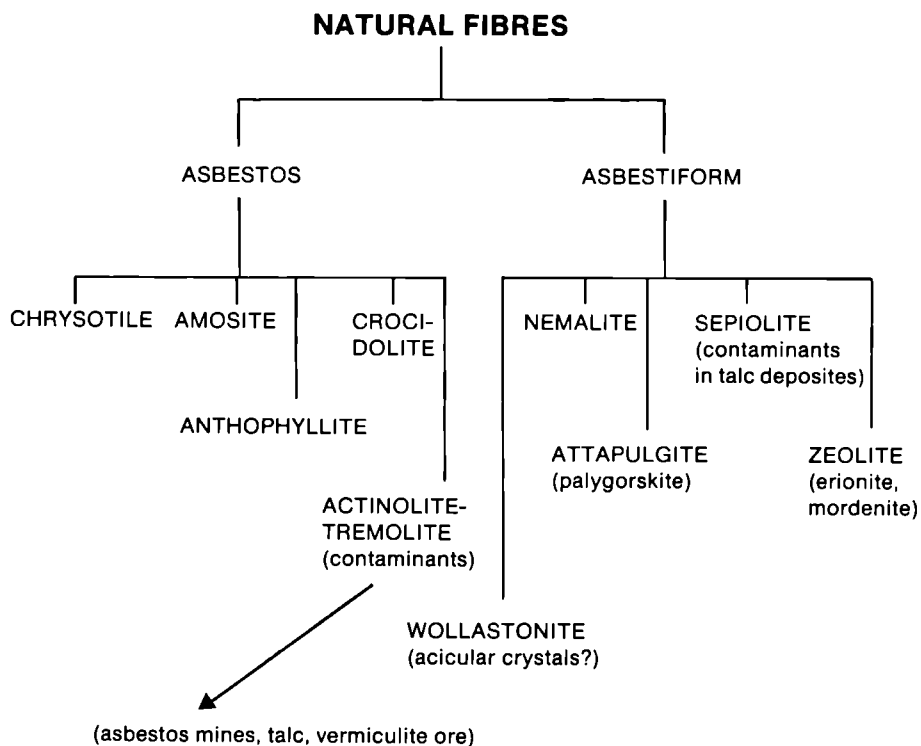 NATURAL FIBRES
ASBESTOS
ASBESTIFORM
CHRYSOTILE
AMOSITE
CROCI-
DOLITE
NEMALITE
SEPIOLITE
(contaminants
in talc deposites)
ANTHOPHYLLITE
ATTAPULGITE
(palygorskite)
ZEOLITE
(erionite,
mordenite)
ACTINOLITE-
TREMOLITE
(contaminants)
WOLLASTONITE
(acicular crystals?)
(asbestos mines, talc, vermiculite ore)